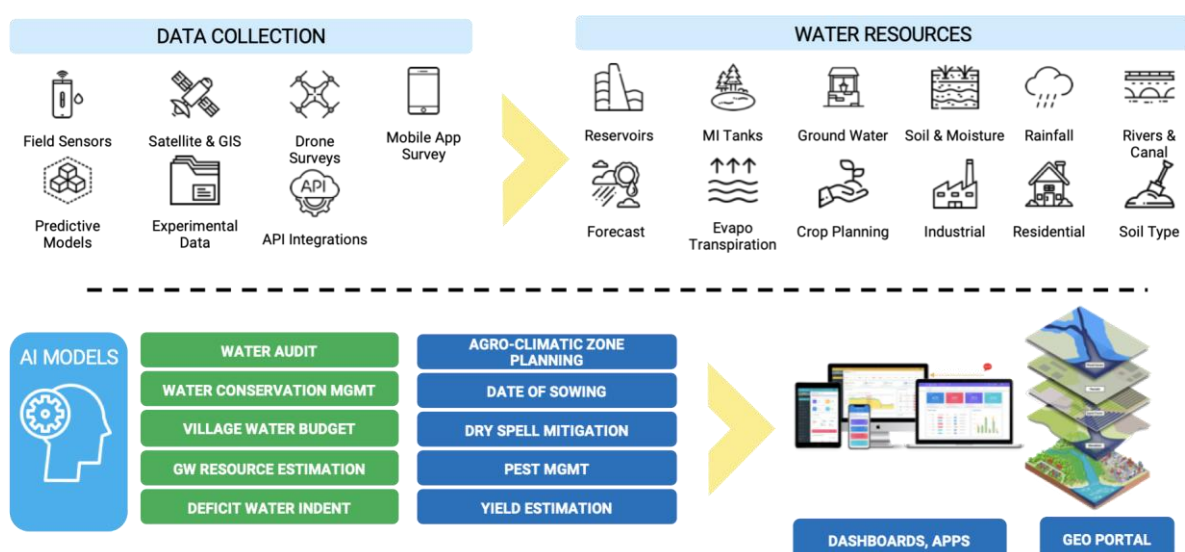 DATA COLLECTION
WATER RESOURCES
Field Sensors
Satellite & GIS
Drone
Surveys
Mobile App
Survey
Reservoirs
MI Tanks
Ground Water
Soil & Moisture
Rainfall
Rivers &
Canal
API
Predictive
Models
Experimental
Data
API Integrations
Forecast
Evapo
Transpiration
Crop Planning
Industrial
Residential
Soil Type
AI MODELS
WATER AUDIT
WATER CONSERVATION MGMT
VILLAGE WATER BUDGET
GW RESOURCE ESTIMATION
DEFICIT WATER INDENT
AGRO-CLIMATIC ZONE
PLANNING
DATE OF SOWING
DRY SPELL MITIGATION
PEST MGMT
YIELD ESTIMATION
DASHBOARDS, APPS
GEO PORTAL